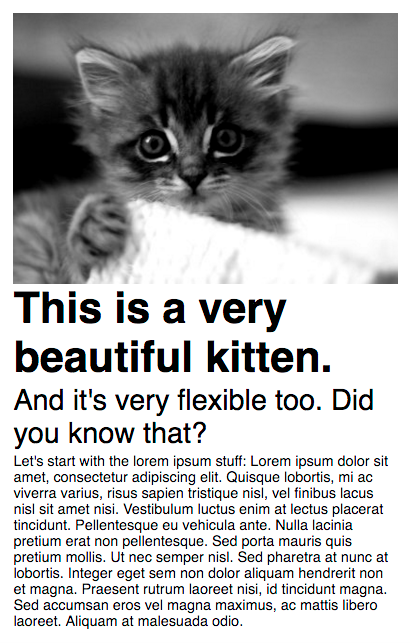 This is a very
beautiful kitten.
And it's very flexible too. Did
you know that?
Let's start with the lorem ipsum stuff: Lorem ipsum dolor sit
amet, consectetur adipiscing elit. Quisque lobortis, mi ac
viverra varius, risus sapien tristique nisl, vel finibus lacus
nisl sit amet nisi. Vestibulum luctus enim at lectus placerat
tincidunt. Pellentesque eu vehicula ante. Nulla lacinia
pretium erat non pellentesque. Sed porta mauris quis
pretium mollis. Ut nec semper nisl. Sed pharetra at nunc at
lobortis. Integer eget sem non dolor aliquam hendrerit non
et magna. Praesent rutrum laoreet nisi, id tincidunt magna.
Sed accumsan eros vel magna maximus, ac mattis libero
laoreet. Aliquam at malesuada odio.